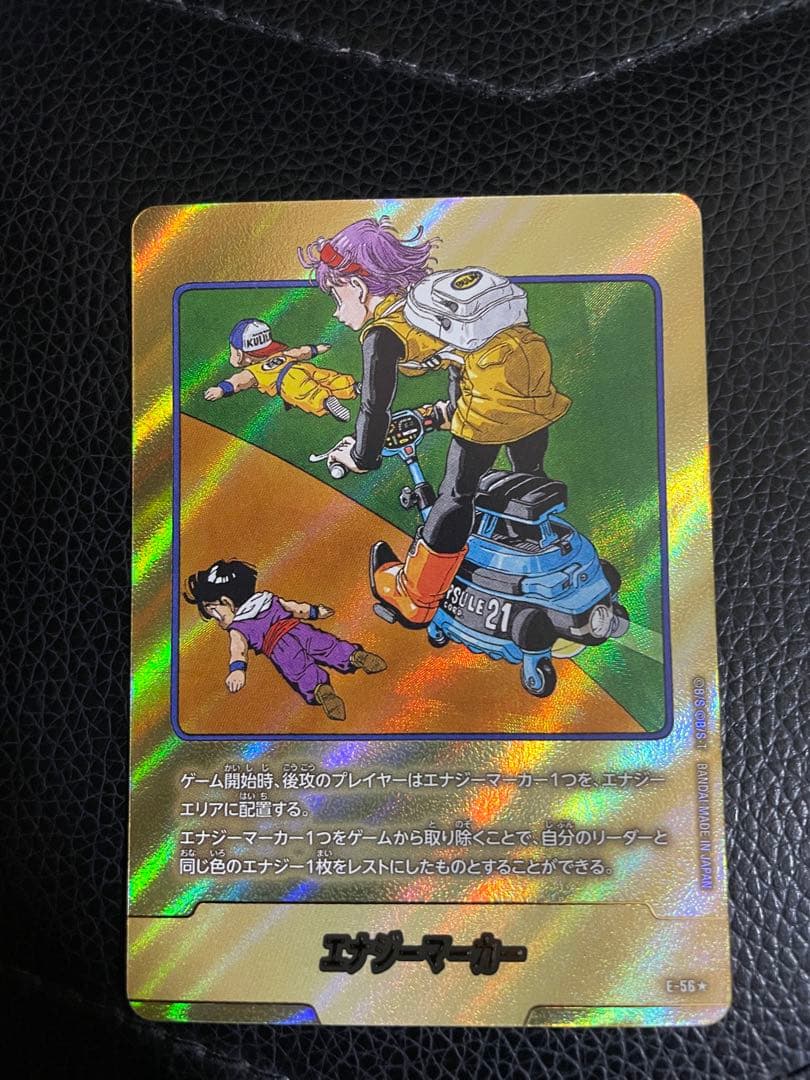 KULILI
SULE 21
CORP
ゲーム開始時、後攻のプレイヤーはエナジーマーカー1つを、エナジー
エリアに配置する。
エナジーマーカー1つをゲームから取り除くことで、自分のリーダーと
同じ色のエナジー1枚をレストにしたものとすることができる。
©B/S ©B/S・T BANDAI MADE IN JAPAN
エナジーマーカー
E-56★